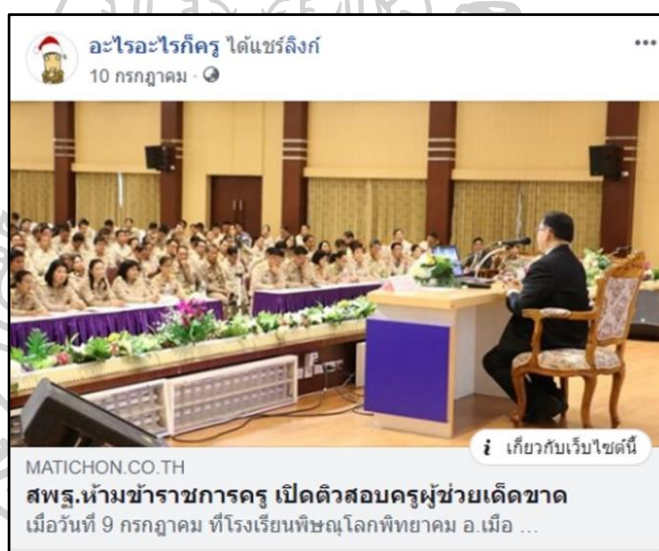 อะไรอะไรก็ครู ได้แชร์ลิงก์
10 กรกฎาคม ·
เกี่ยวกับเว็บไซต์นี้
MATICHON.CO.TH
สพฐ.ห้ามข้าราชการครู เปิดติวสอบครูผู้ช่วยเด็ดขาด
เมื่อวันที่ 9 กรกฎาคม ที่โรงเรียนพิษณุโลกพิทยาคม อ.เมือ ...